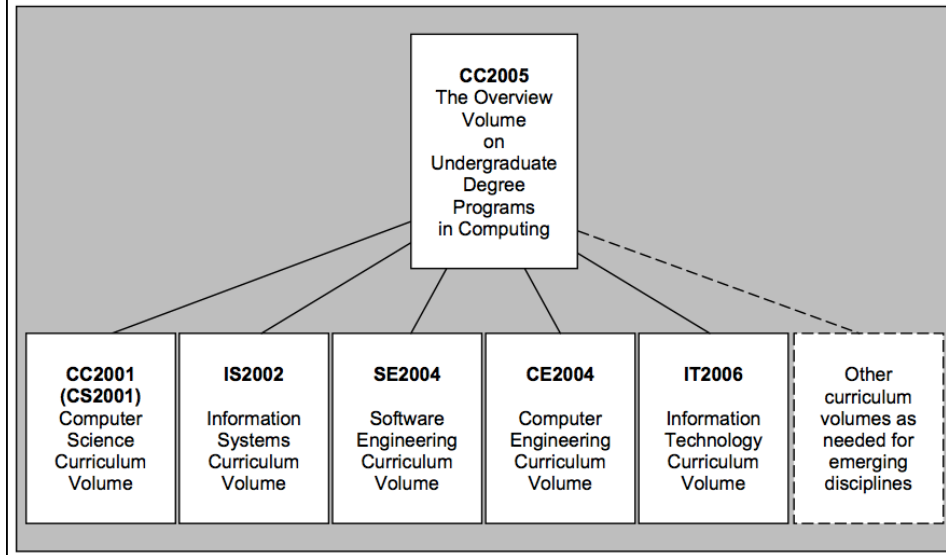 CC2005
The Overview
Volume
on
Undergraduate
Degree
Programs
in Computing
CC2001
(CS2001)
Computer
Science
Curriculum
Volume
IS2002
Information
Systems
Curriculum
Volume
SE2004
Software
Engineering
Curriculum
Volume
CE2004
Computer
Engineering
Curriculum
Volume
IT2006
Information
Technology
Curriculum
Volume
Other
curriculum
volumes as
needed for
emerging
disciplines